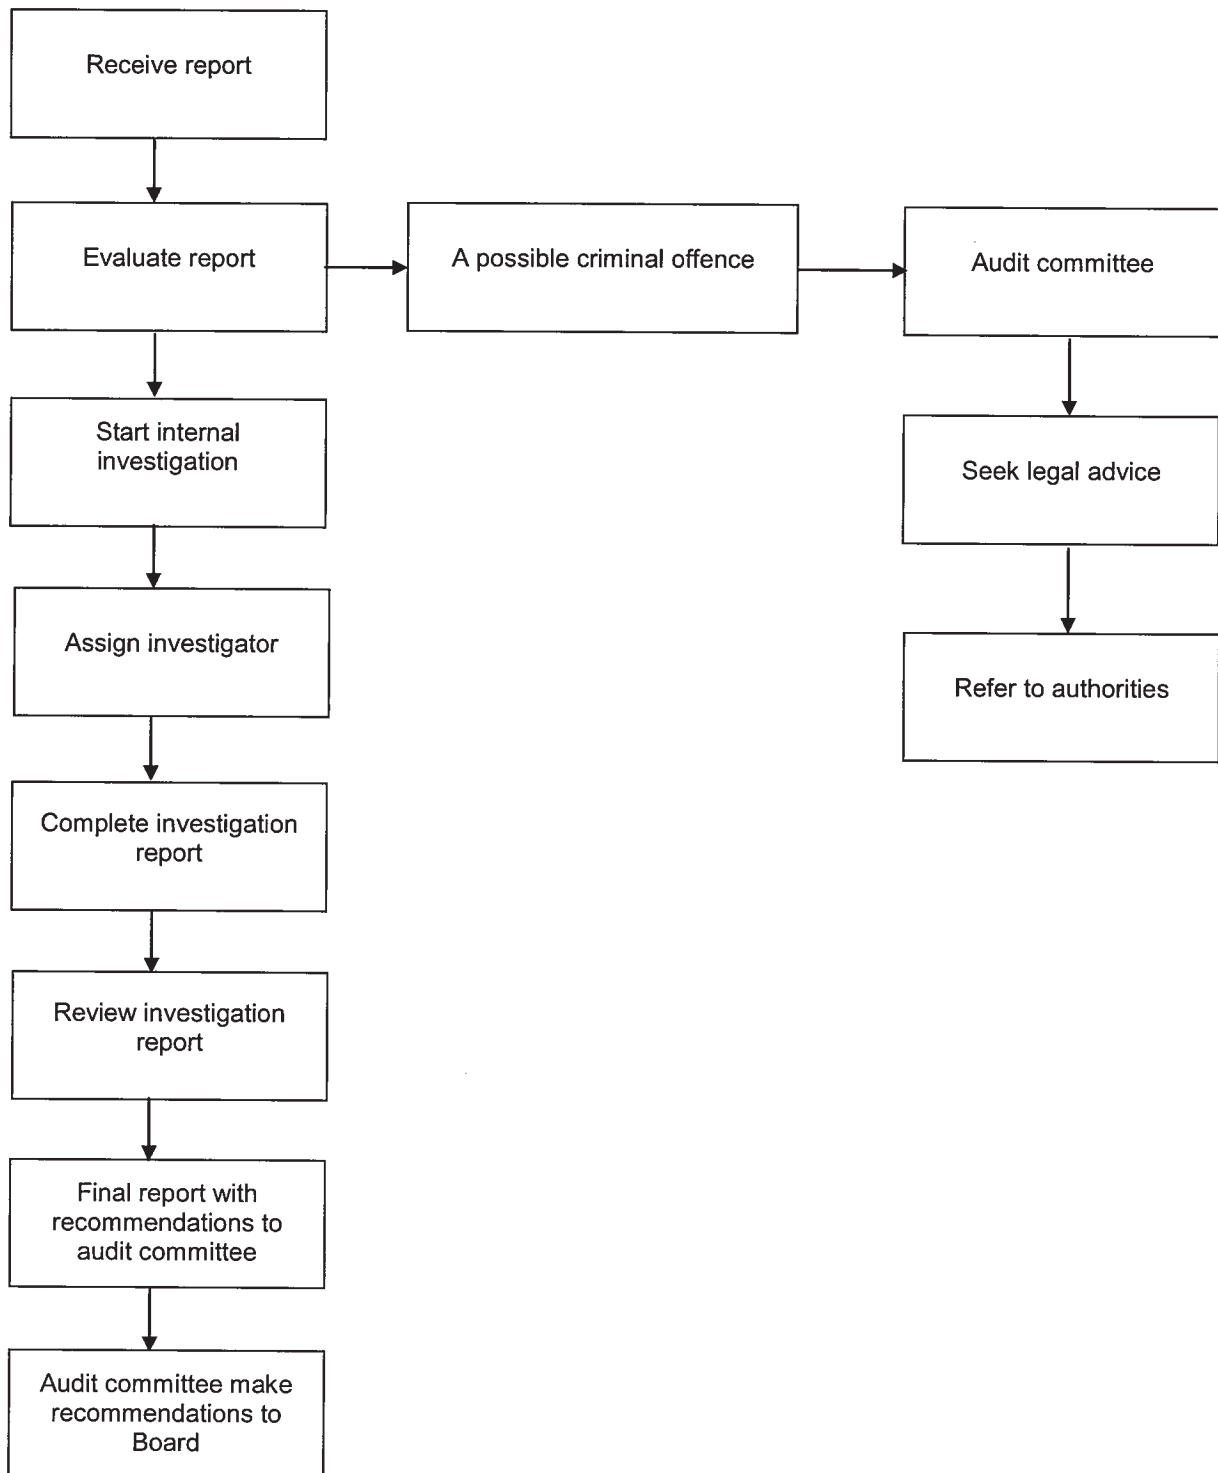 Receive report
Evaluate report
A possible criminal offence
Audit committee
Start internal
investigation
Seek legal advice
Assign investigator
Refer to authorities
Complete investigation
report
Review investigation
report
Final report with
recommendations to
audit committee
Audit committee make
recommendations to
Board